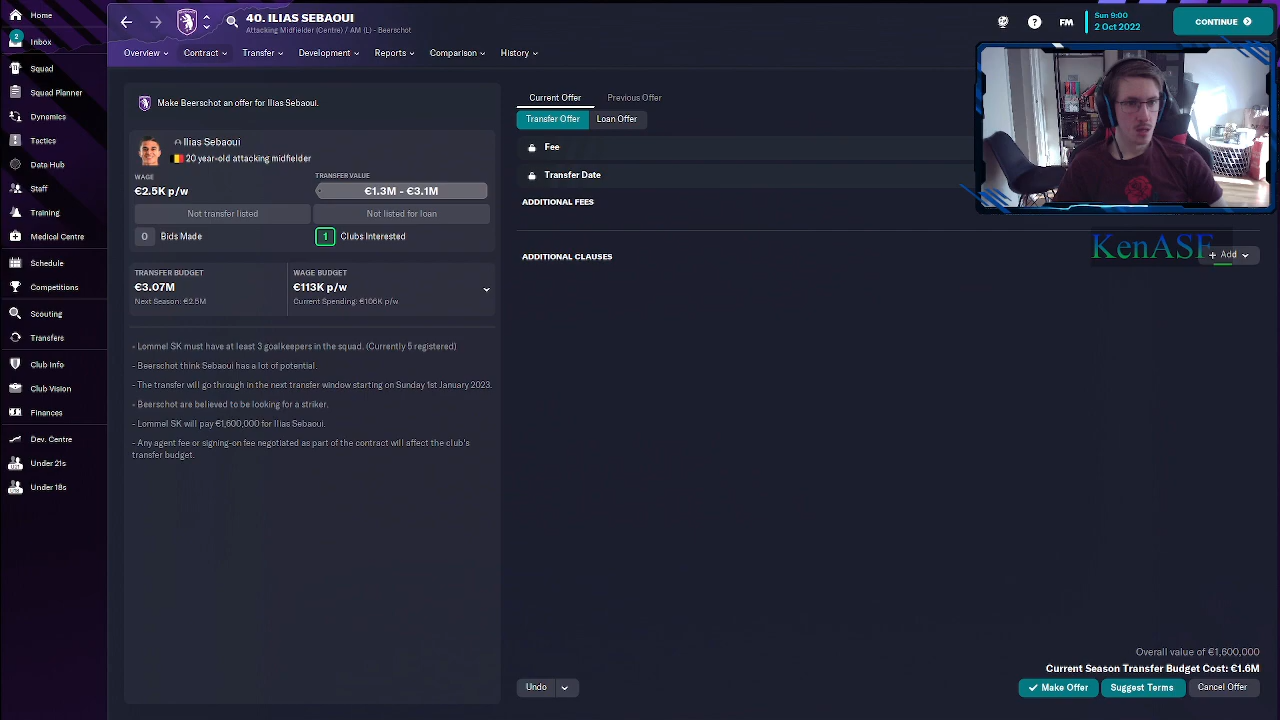 Home
2
Inbox
Squad
Squad Planner
Dynamics
Tactics
Data Hub
Staff
Training
Medical Centre
Schedule
Competitions
Scouting
Transfers
Club Info
Club Vision
Finances
Dev. Centre
Under 21s
Under 18s
40. ILIAS SEBAOUI
Attacking Midfielder (Centre) / AM (L) - Beerschot
FM
Sun 9:00
2 Oct 2022
CONTINUE
Overview
Contract
Transfer
Development
Reports
Comparison
History
Make Beerschot an offer for Ilias Sebaoui.
Ilias Sebaoui
20 year-old attacking midfielder
WAGE
€2.5K p/w
TRANSFER VALUE
€1.3M - €3.1M
Not transfer listed
Not listed for loan
0 Bids Made
1 Clubs Interested
TRANSFER BUDGET
€3.07M
Next Season: €2.5M
WAGE BUDGET
€113K p/w
Current Spending: €106K p/w
- Lommel SK must have at least 3 goalkeepers in the squad. (Currently 5 registered)
- Beerschot think Sebaoui has a lot of potential.
- The transfer will go through in the next transfer window starting on Sunday 1st January 2023.
- Beerschot are believed to be looking for a striker.
- Lommel SK will pay €1,600,000 for Ilias Sebaoui.
- Any agent fee or signing-on fee negotiated as part of the contract will affect the club's
transfer budget.
Current Offer
Previous Offer
Transfer Offer
Loan Offer
Fee
Transfer Date
ADDITIONAL FEES
ADDITIONAL CLAUSES
KenASF
+ Add
Overall value of €1,600,000
Current Season Transfer Budget Cost: €1.6M
Undo
Make Offer
Suggest Terms
Cancel Offer